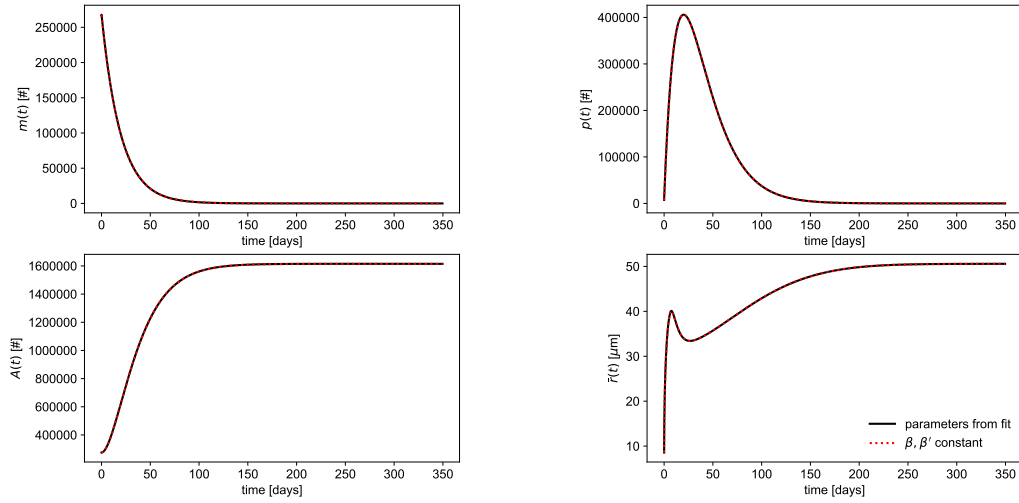 250000
200000
150000
100000
50000
0
m(t) [#]
0 50 100 150 200 250 300 350
time [days]
400000
300000
200000
100000
0
p(t) [#]
0 50 100 150 200 250 300 350
time [days]
1600000
1400000
1200000
1000000
800000
600000
400000
A(t) [#]
0 50 100 150 200 250 300 350
time [days]
50
40
30
20
10
r̄(t) [μm]
parameters from fit
β, β′ constant
0 50 100 150 200 250 300 350
time [days]